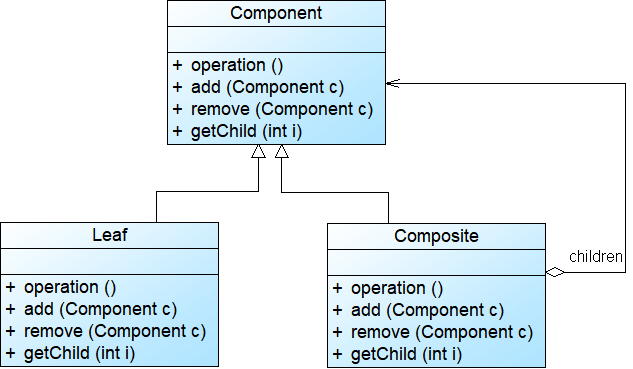 Component
+ operation ()
+ add (Component c)
+ remove (Component c)
+ getChild (int i)
Leaf
+ operation ()
+ add (Component c)
+ remove (Component c)
+ getChild (int i)
Composite
+ operation ()
+ add (Component c)
+ remove (Component c)
+ getChild (int i)
children